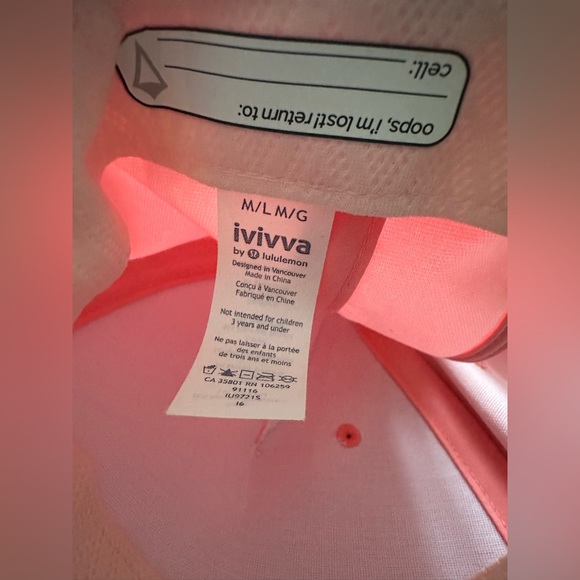 oops, i'm lost! return to:
cell:
M/L M/G
ivivva
by lululemon
Designed in Vancouver
Made in China
Conçu à Vancouver
Fabriqué en Chine
Not intended for children
3 years and under
Ne pas laisser à la portée
des enfants
de trois ans et moins
CA 35801 RN 106259
91116
IU9721S
16